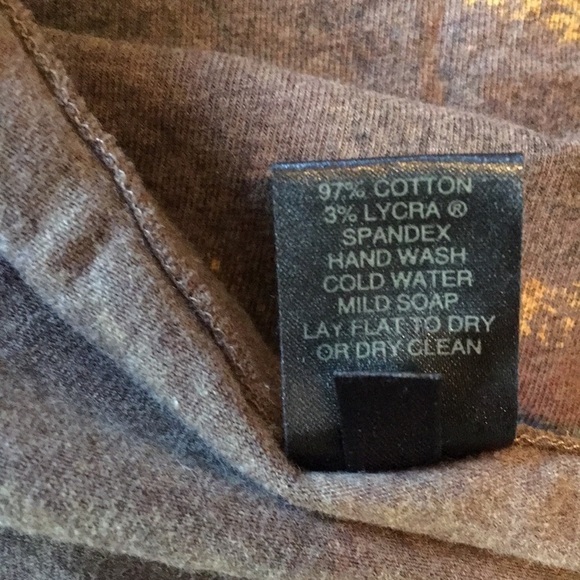 97% COTTON
3% LYCRA ®
SPANDEX
HAND WASH
COLD WATER
MILD SOAP
LAY FLAT TO DRY
OR DRY CLEAN